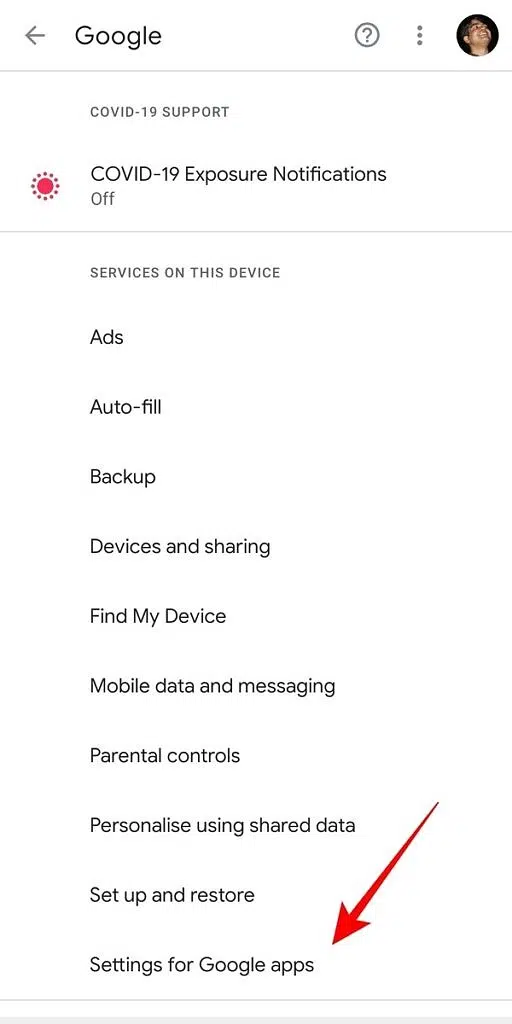 Google
COVID-19 SUPPORT
COVID-19 Exposure Notifications
Off
SERVICES ON THIS DEVICE
Ads
Auto-fill
Backup
Devices and sharing
Find My Device
Mobile data and messaging
Parental controls
Personalise using shared data
Set up and restore
Settings for Google apps